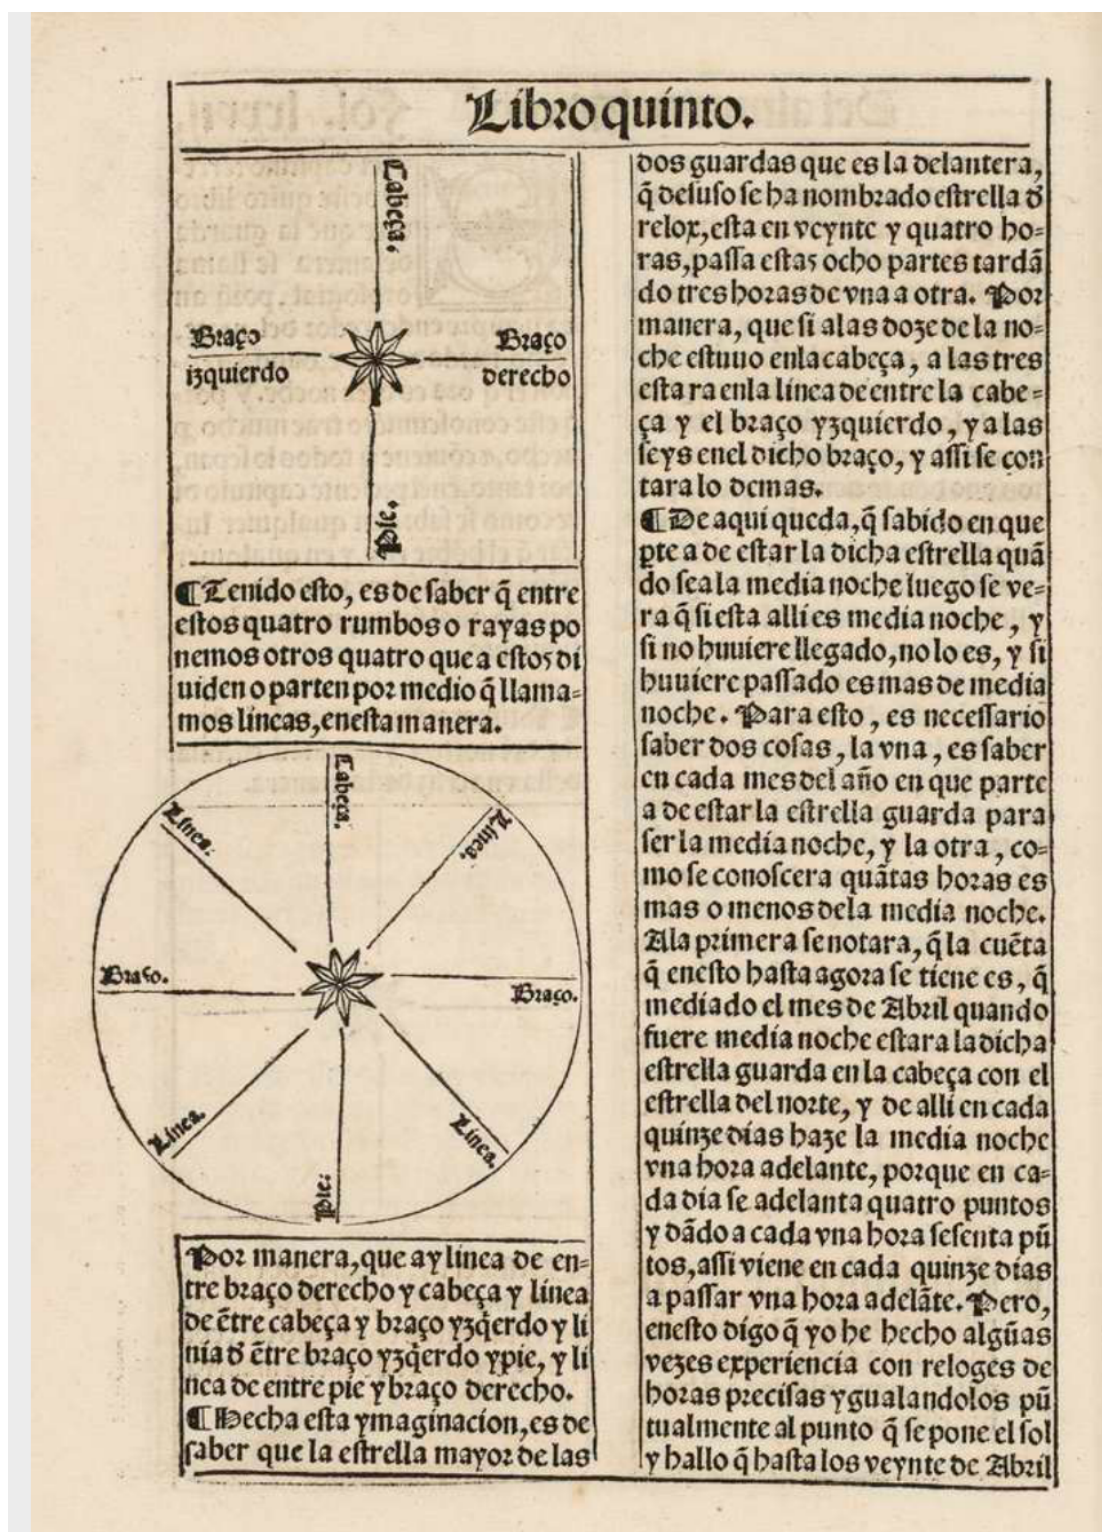 Libro quinto.
Cabeça.
Braço
izquierdo
Braço
derecho
Pie.
¶Tenido esto, es de saber q̃ entre
estos quatro rumbos o rayas po
nemos otros quatro que a estos di
uiden o parten por medio q̃ llama-
mos lineas, enesta manera.
Cabeça.
Linea.
Linea.
Braço.
Braço.
Linea.
Linea.
Pie:
Por manera, que ay linea de en-
tre braço derecho y cabeça y linea
de ẽtre cabeça y braço yzq̃erdo y li
nia d̃ ẽtre braço yzq̃erdo y pie, y li
nea de entre pie y braço derecho.
¶Hecha esta ymaginacion, es de
saber que la estrella mayor de las
dos guardas que es la delantera,
q̃ desuso se ha nombrado estrella d̃
relox, esta en veynte y quatro ho-
ras, passa estas ocho partes tardã
do tres horas de vna a otra. Por
manera, que si alas doze de la no-
che estuuo enla cabeça, a las tres
esta ra enla linea de entre la cabe-
ça y el braço yzquierdo, y a las
seys enel dicho braço, y assi se con
tara lo demas.
¶De aqui queda, q̃ sabido en que
pte a de estar la dicha estrella quã
do sea la media noche luego se ve-
ra q̃ si esta alli es media noche, y
si no huuiere llegado, no lo es, y si
huuiere passado es mas de media
noche. Para esto, es necessario
saber dos cosas, la vna, es saber
en cada mes del año en que parte
a de estar la estrella guarda para
ser la media noche, y la otra, co-
mo se conoscera quãtas horas es
mas o menos dela media noche.
Ala primera se notara, q̃ la cuẽta
q̃ enesto hasta agora se tiene es, q̃
mediado el mes de Abril quando
fuere media noche estara la dicha
estrella guarda en la cabeça con el
estrella del norte, y de alli en cada
quinze dias haze la media noche
vna hora adelante, porque en ca-
da dia se adelanta quatro puntos
y dãdo a cada vna hora sesenta pũ
tos, assi viene en cada quinze dias
a passar vna hora adelãte. Pero,
enesto digo q̃ yo he hecho algũas
vezes experiencia con reloges de
horas precisas ygualandolos pũ
tualmente al punto q̃ se pone el sol
y hallo q̃ hasta los veynte de Abril